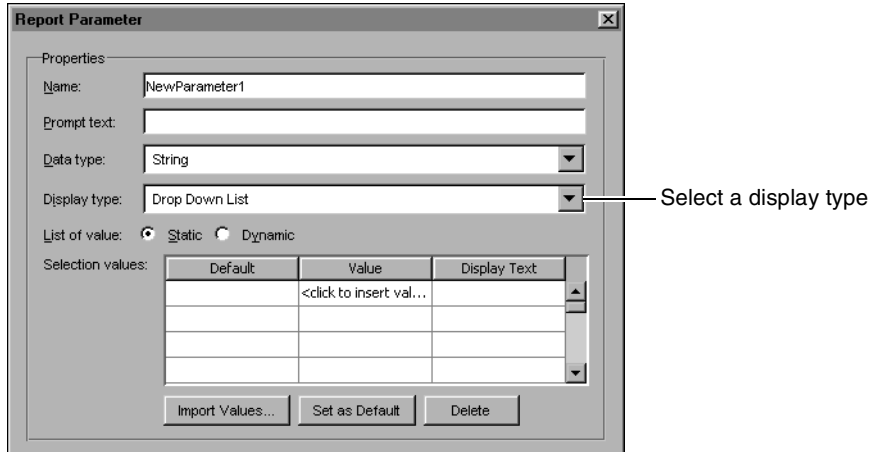 Report Parameter
Properties
Name: NewParameter1
Prompt text:
Data type: String
Display type: Drop Down List
Select a display type
List of value: Static Dynamic
Selection values:
Default Value Display Text
<click to insert val...
Import Values... Set as Default Delete